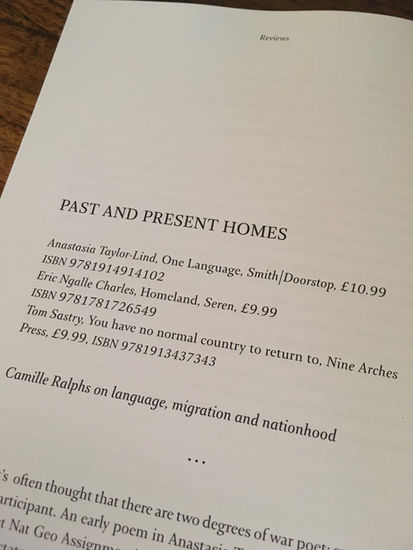 Reviews
PAST AND PRESENT HOMES
Anastasia Taylor-Lind, One Language, Smith|Doorstop, £10.99
ISBN 9781914914102
Eric Ngalle Charles, Homeland, Seren, £9.99
ISBN 9781781726549
Tom Sastry, You have no normal country to return to, Nine Arches
Press, £9.99, ISBN 9781913437343
Camille Ralphs on language, migration and nationhood
...
's often thought that there are two degrees of war
articipant. An early poem in
Nat Geo